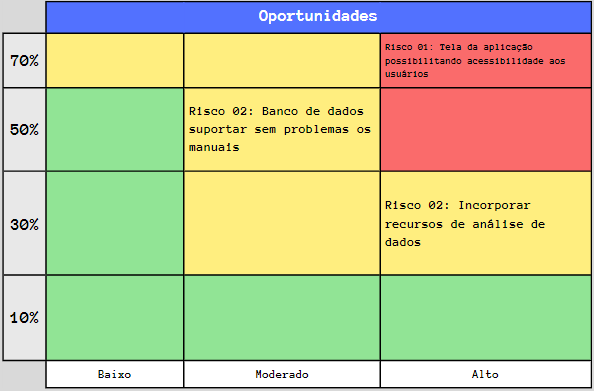 Oportunidades
70%
Risco 01: Tela da aplicação
possibilitando acessibilidade aos
usuários
50%
Risco 02: Banco de dados
suportar sem problemas os
manuais
30%
Risco 02: Incorporar
recursos de análise de
dados
10%
Baixo
Moderado
Alto